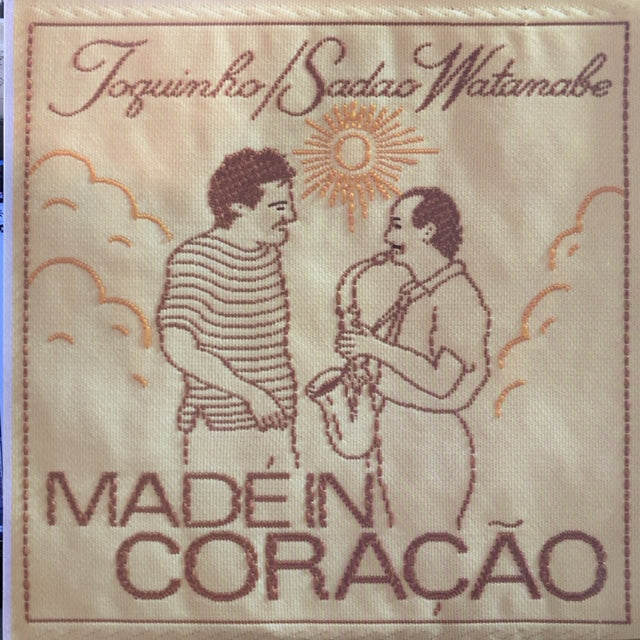 Toquinho/Sadao Watanabe
MADÉ IN
CORAÇÃO